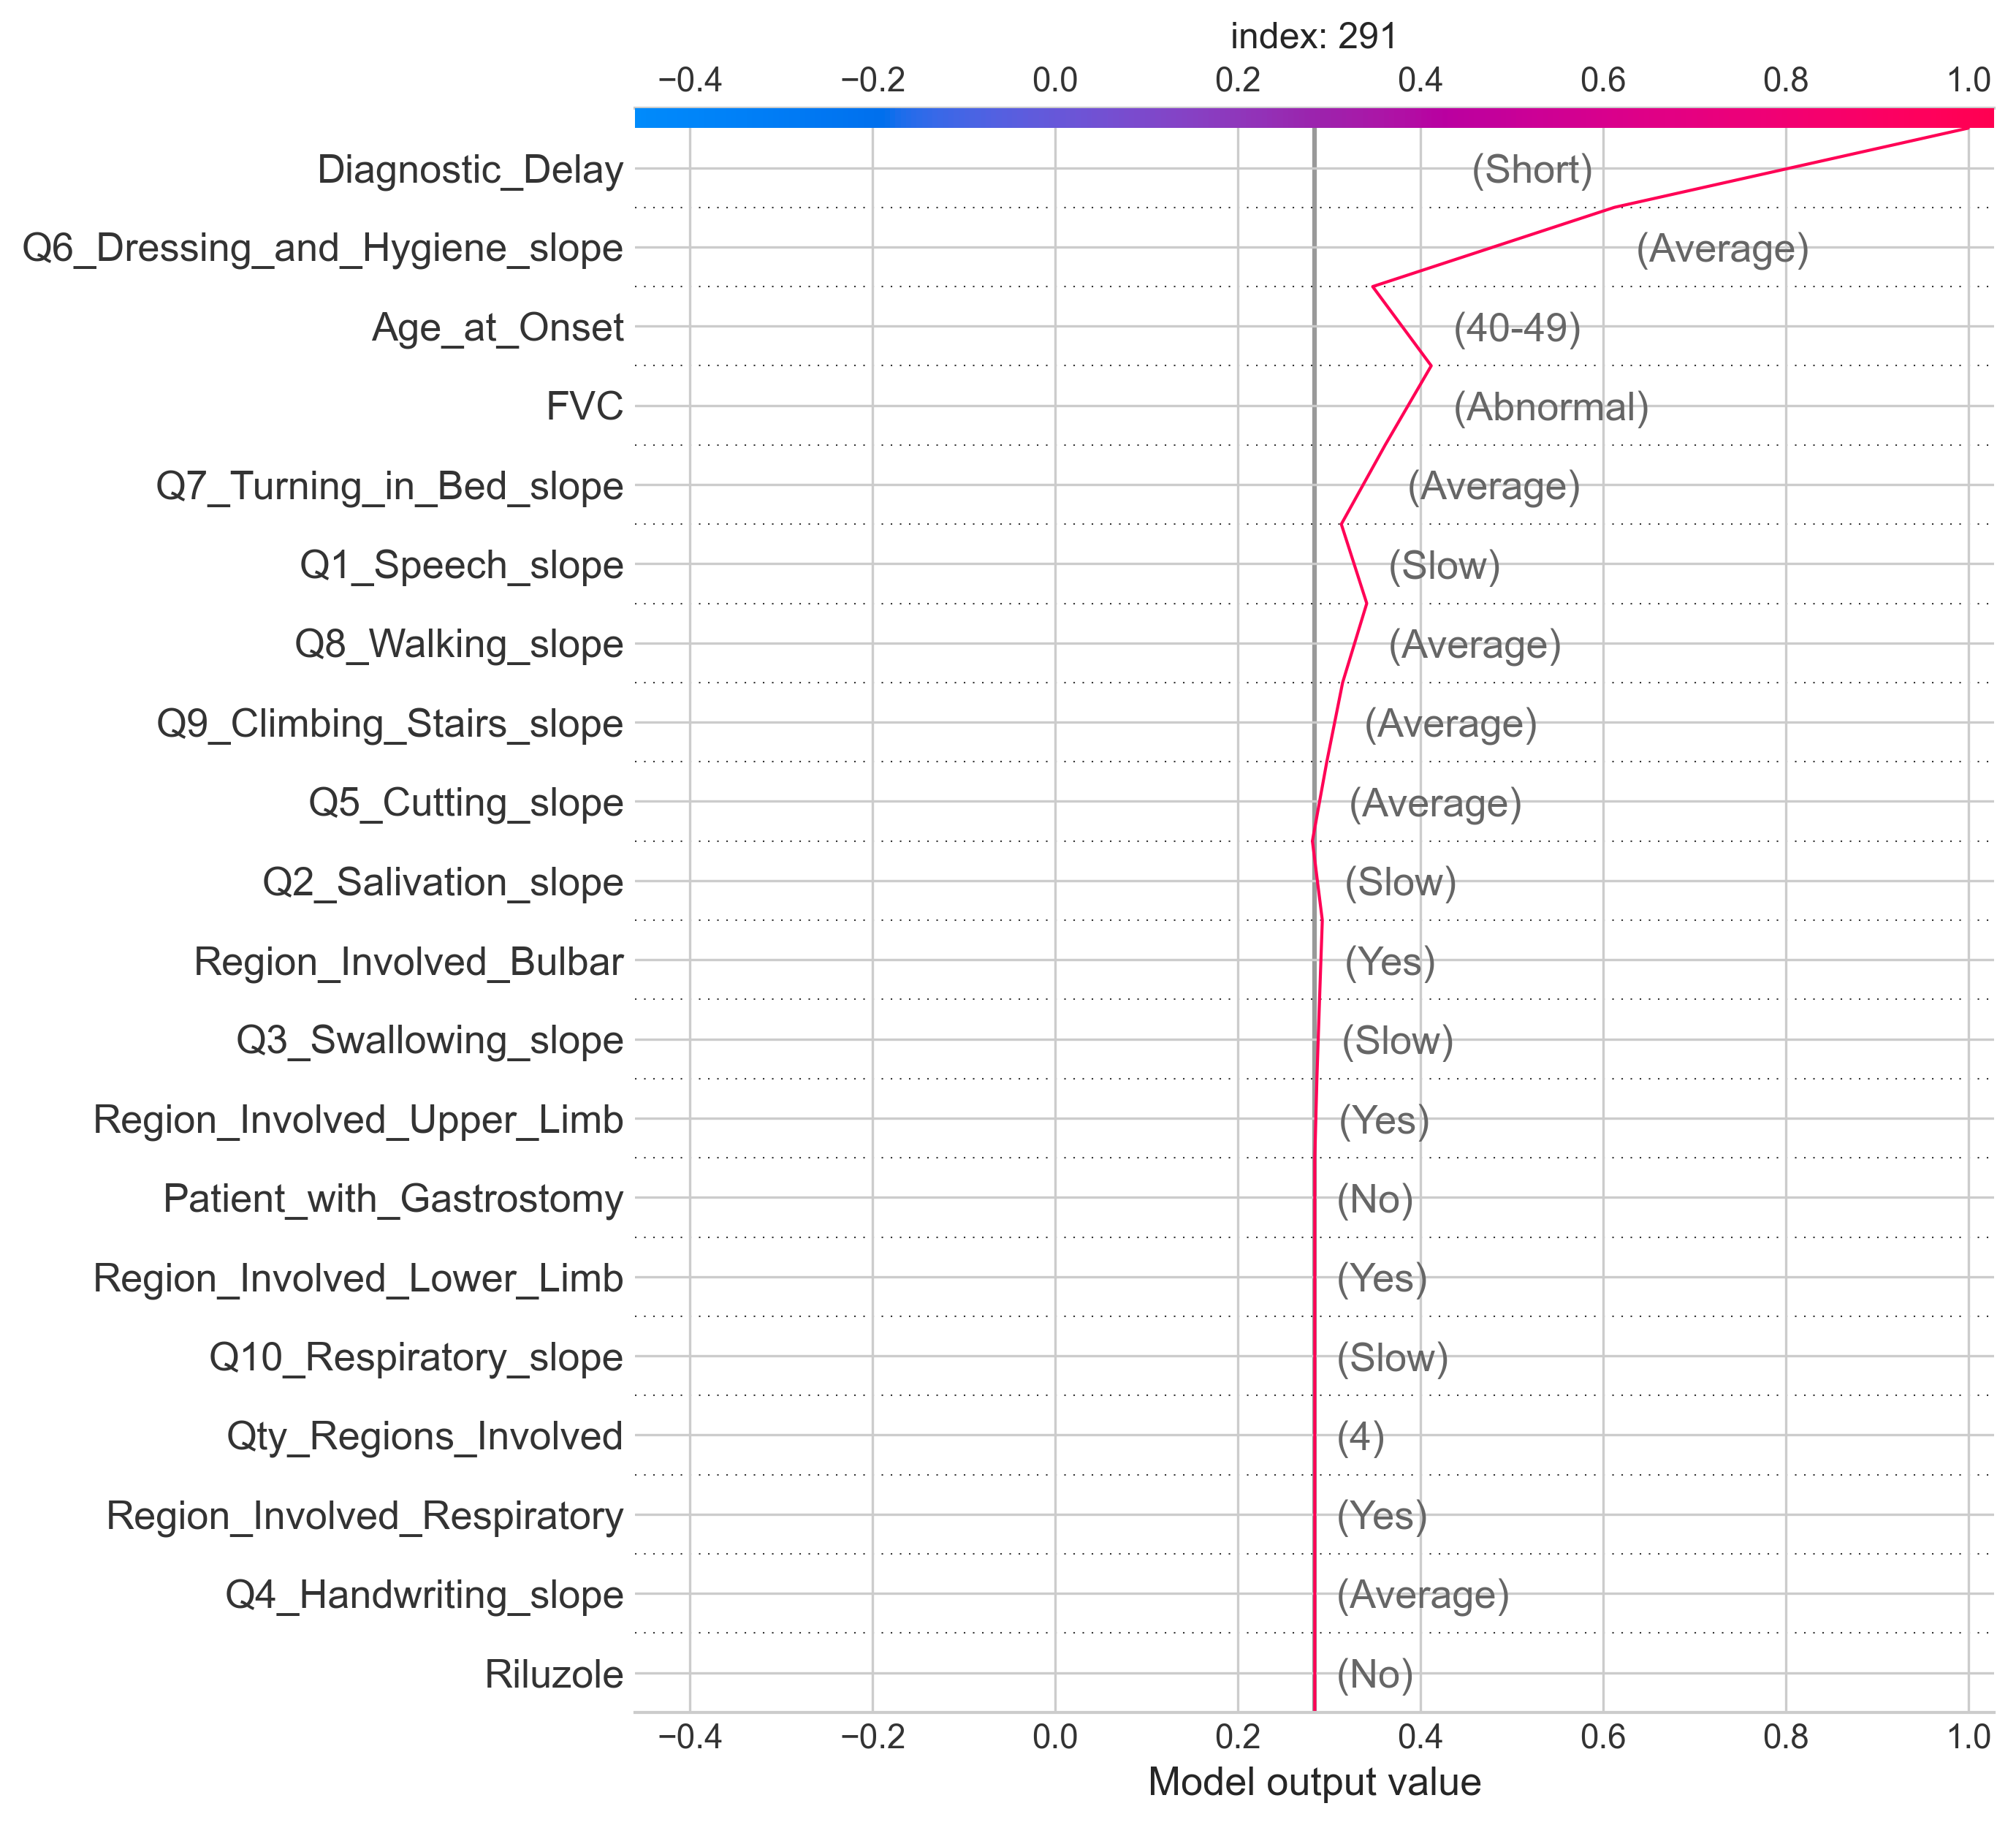 index: 291
−0.4 −0.2 0.0 0.2 0.4 0.6 0.8 1.0
Diagnostic_Delay (Short)
Q6_Dressing_and_Hygiene_slope (Average)
Age_at_Onset (40-49)
FVC (Abnormal)
Q7_Turning_in_Bed_slope (Average)
Q1_Speech_slope (Slow)
Q8_Walking_slope (Average)
Q9_Climbing_Stairs_slope (Average)
Q5_Cutting_slope (Average)
Q2_Salivation_slope (Slow)
Region_Involved_Bulbar (Yes)
Q3_Swallowing_slope (Slow)
Region_Involved_Upper_Limb (Yes)
Patient_with_Gastrostomy (No)
Region_Involved_Lower_Limb (Yes)
Q10_Respiratory_slope (Slow)
Qty_Regions_Involved (4)
Region_Involved_Respiratory (Yes)
Q4_Handwriting_slope (Average)
Riluzole (No)
−0.4 −0.2 0.0 0.2 0.4 0.6 0.8 1.0
Model output value